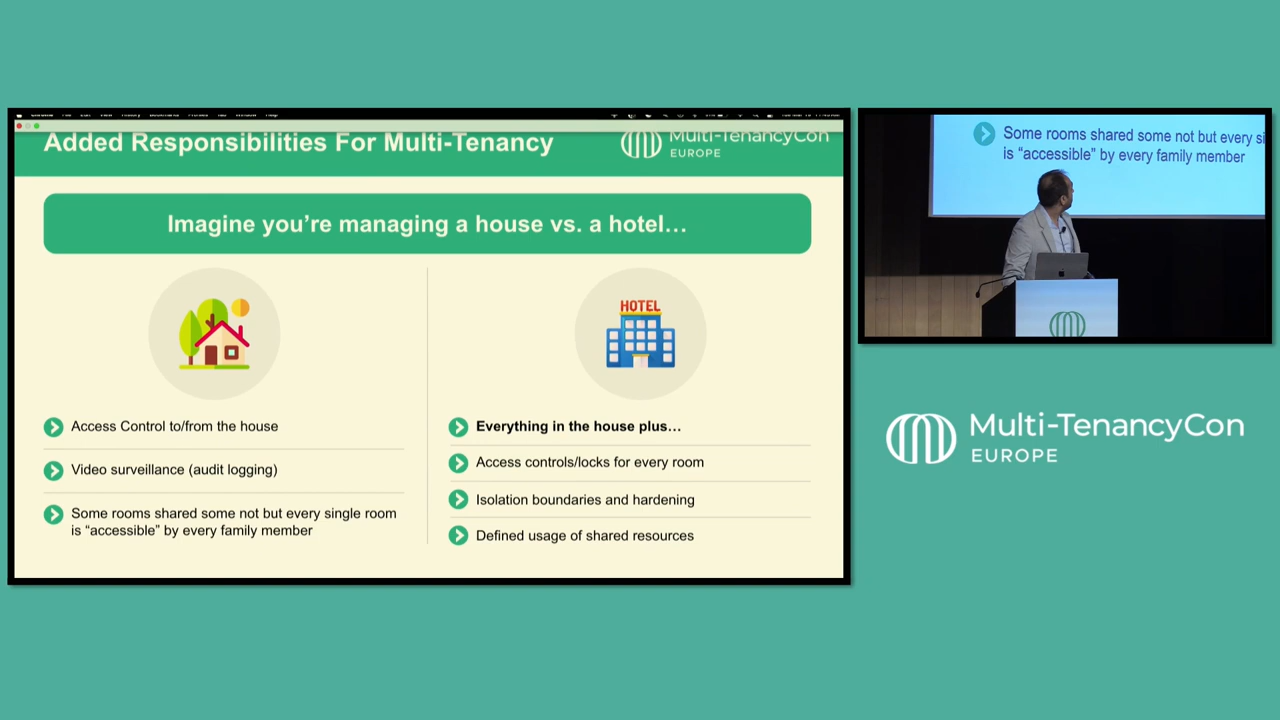 Added Responsibilities For Multi-Tenancy
Multi-TenancyCon
EUROPE
Imagine you're managing a house vs. a hotel…
HOTEL
Access Control to/from the house
Video surveillance (audit logging)
Some rooms shared some not but every single room
is “accessible” by every family member
Everything in the house plus…
Access controls/locks for every room
Isolation boundaries and hardening
Defined usage of shared resources
Some rooms shared some not but every si
is “accessible” by every family member
Multi-TenancyCon
EUROPE